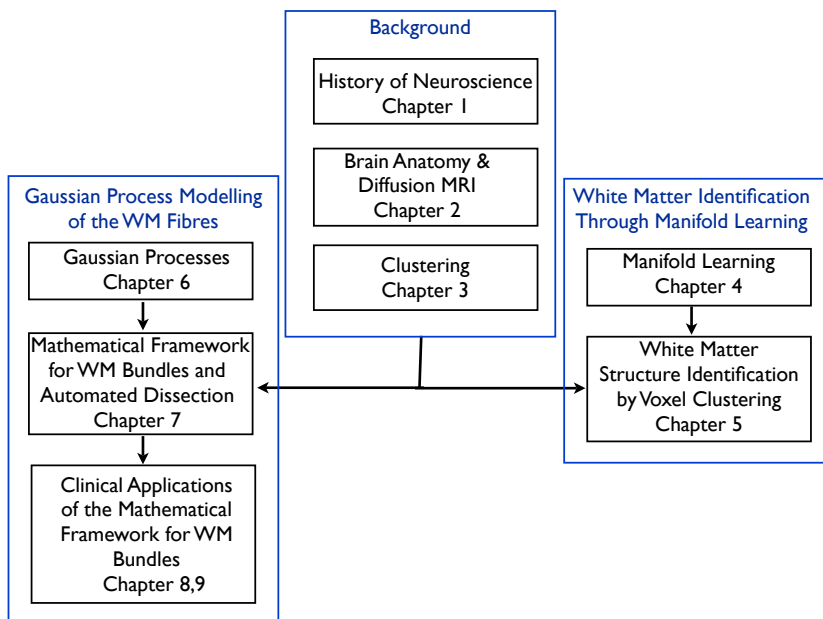 Background
History of Neuroscience
Chapter 1
Brain Anatomy &
Diffusion MRI
Chapter 2
Clustering
Chapter 3
Gaussian Process Modelling
of the WM Fibres
Gaussian Processes
Chapter 6
Mathematical Framework
for WM Bundles and
Automated Dissection
Chapter 7
Clinical Applications
of the Mathematical
Framework for WM
Bundles
Chapter 8,9
White Matter Identification
Through Manifold Learning
Manifold Learning
Chapter 4
White Matter
Structure Identification
by Voxel Clustering
Chapter 5